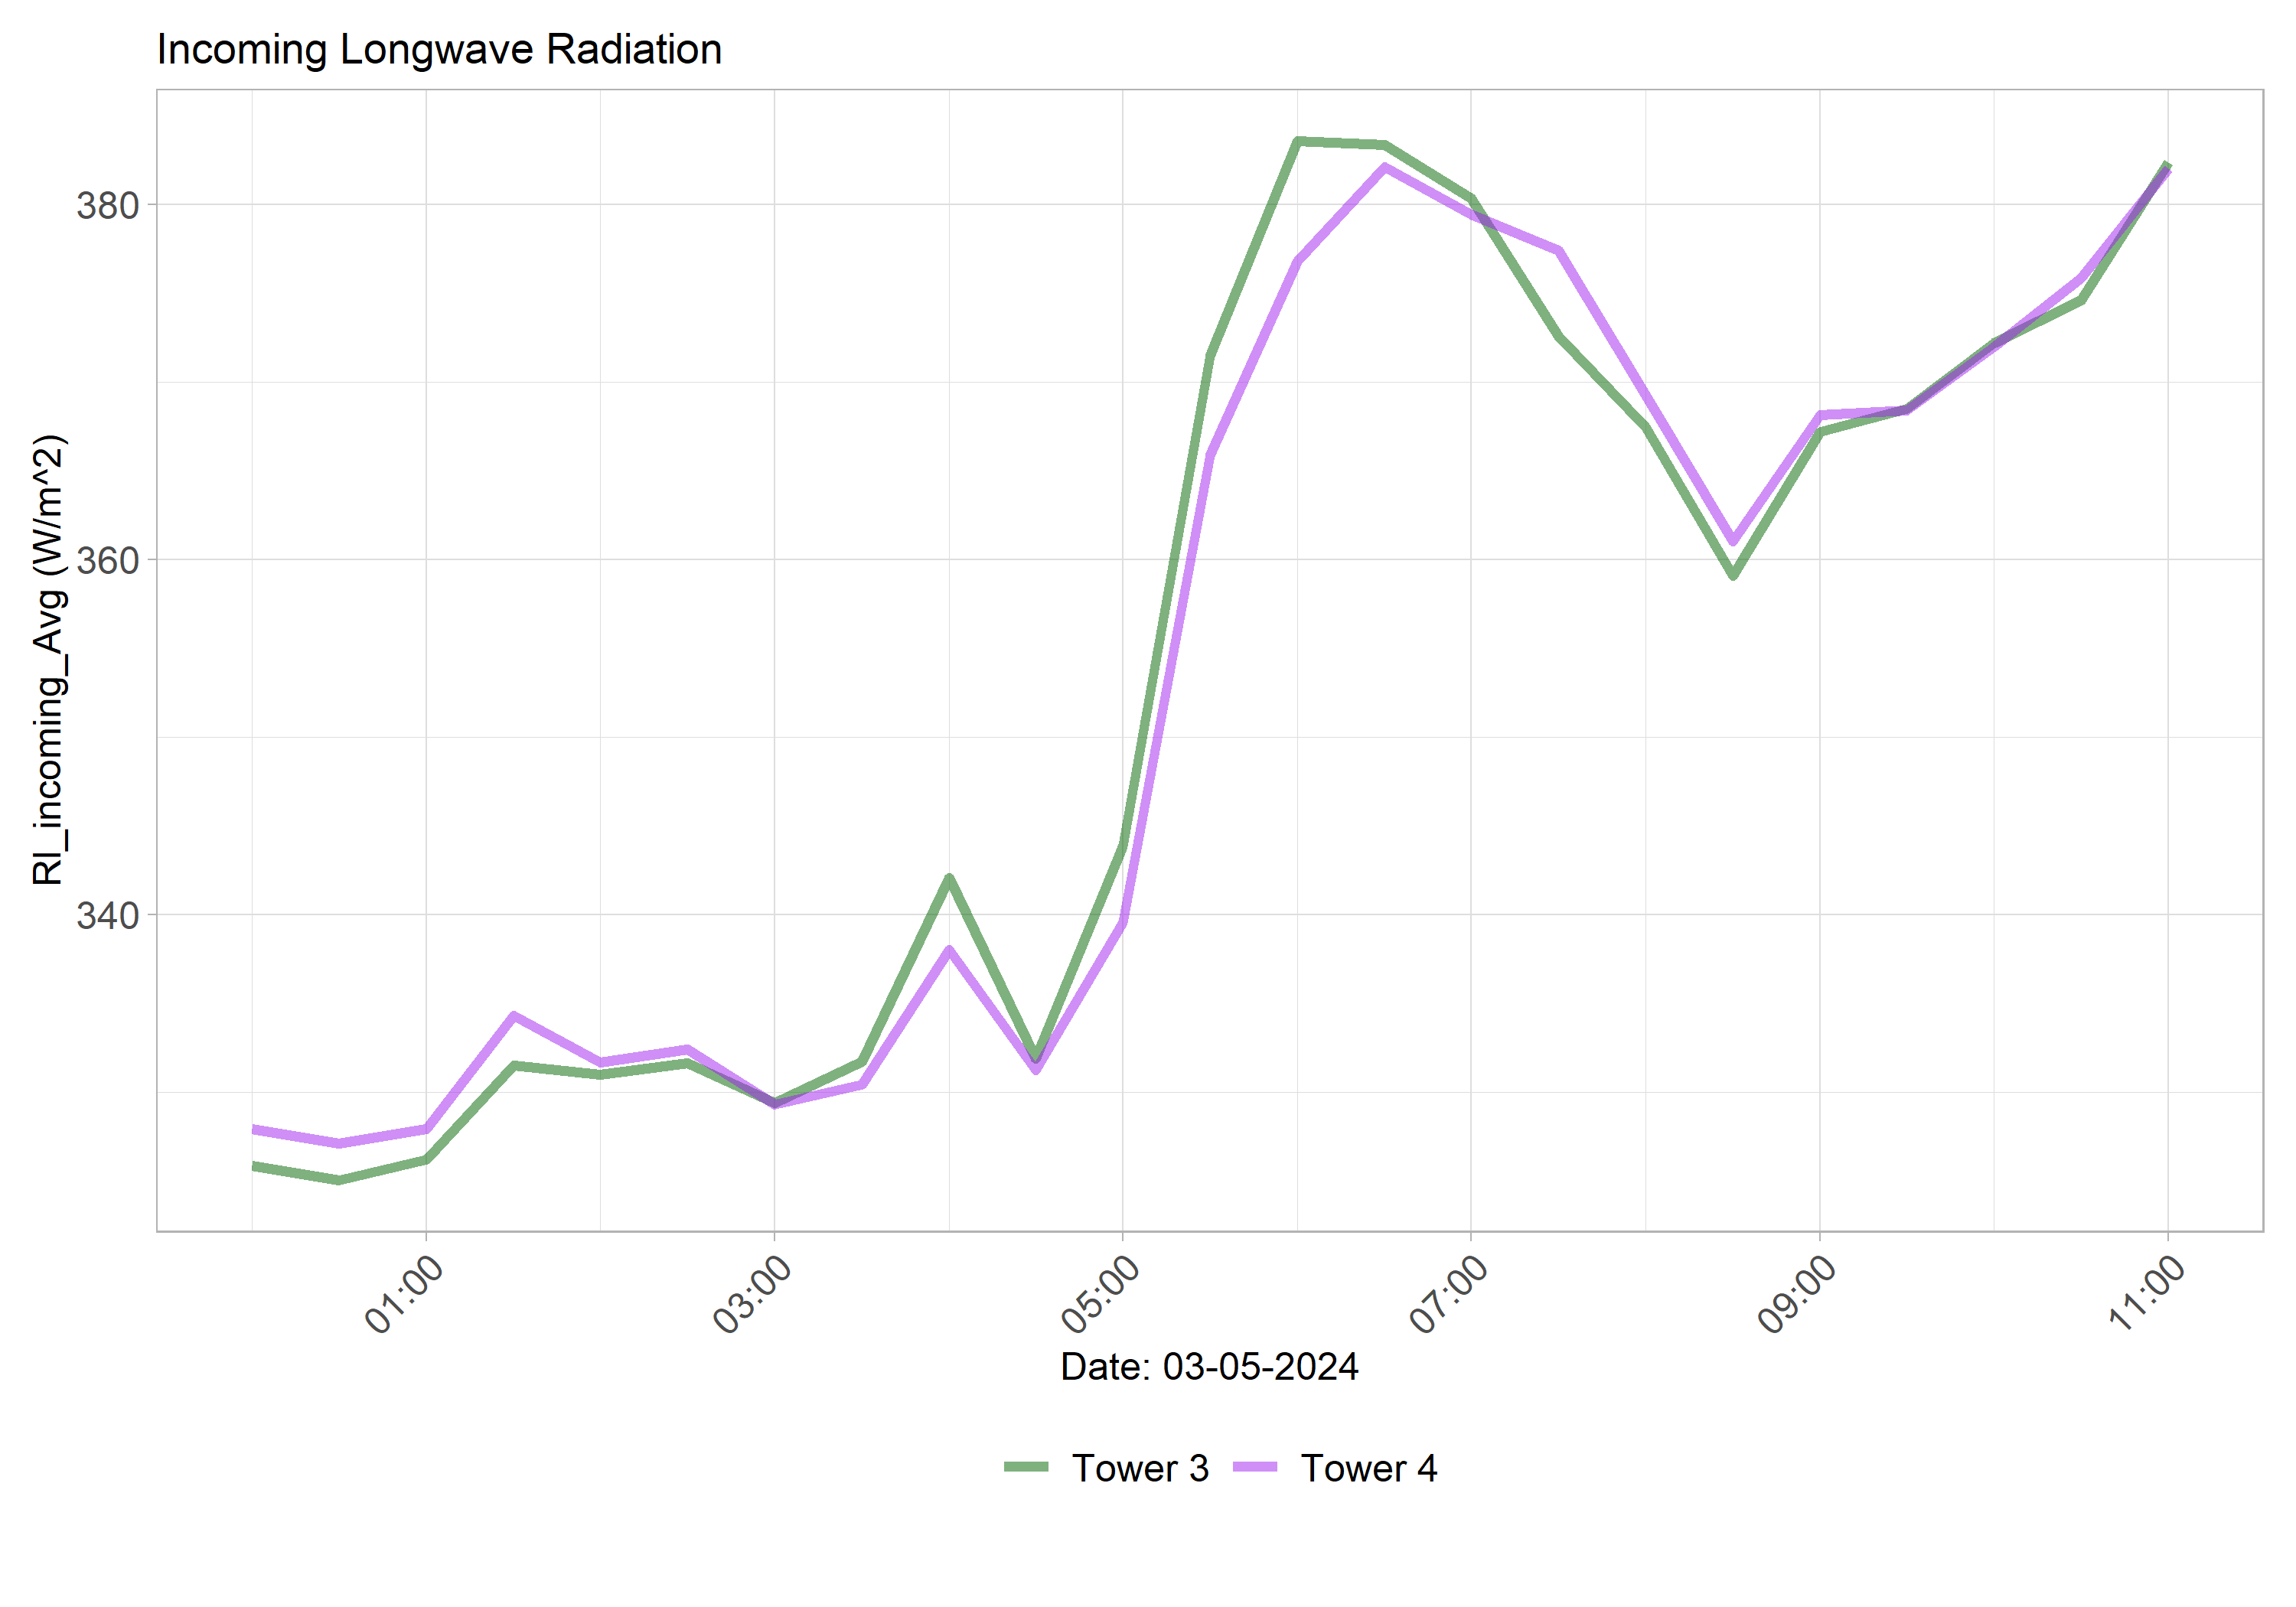 Incoming Longwave Radiation
Rl_incoming_Avg (W/m^2)
380
360
340
01:00
03:00
05:00
07:00
09:00
11:00
Date: 03-05-2024
Tower 3
Tower 4